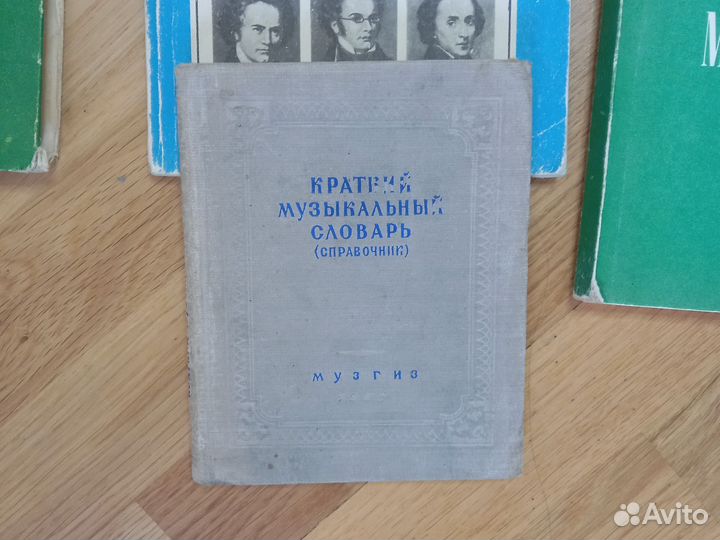 КРАТКИЙ
МУЗЫКАЛЬНЫЙ
СЛОВАРЬ
(СПРАВОЧНИК)
МУЗГИЗ
Avito